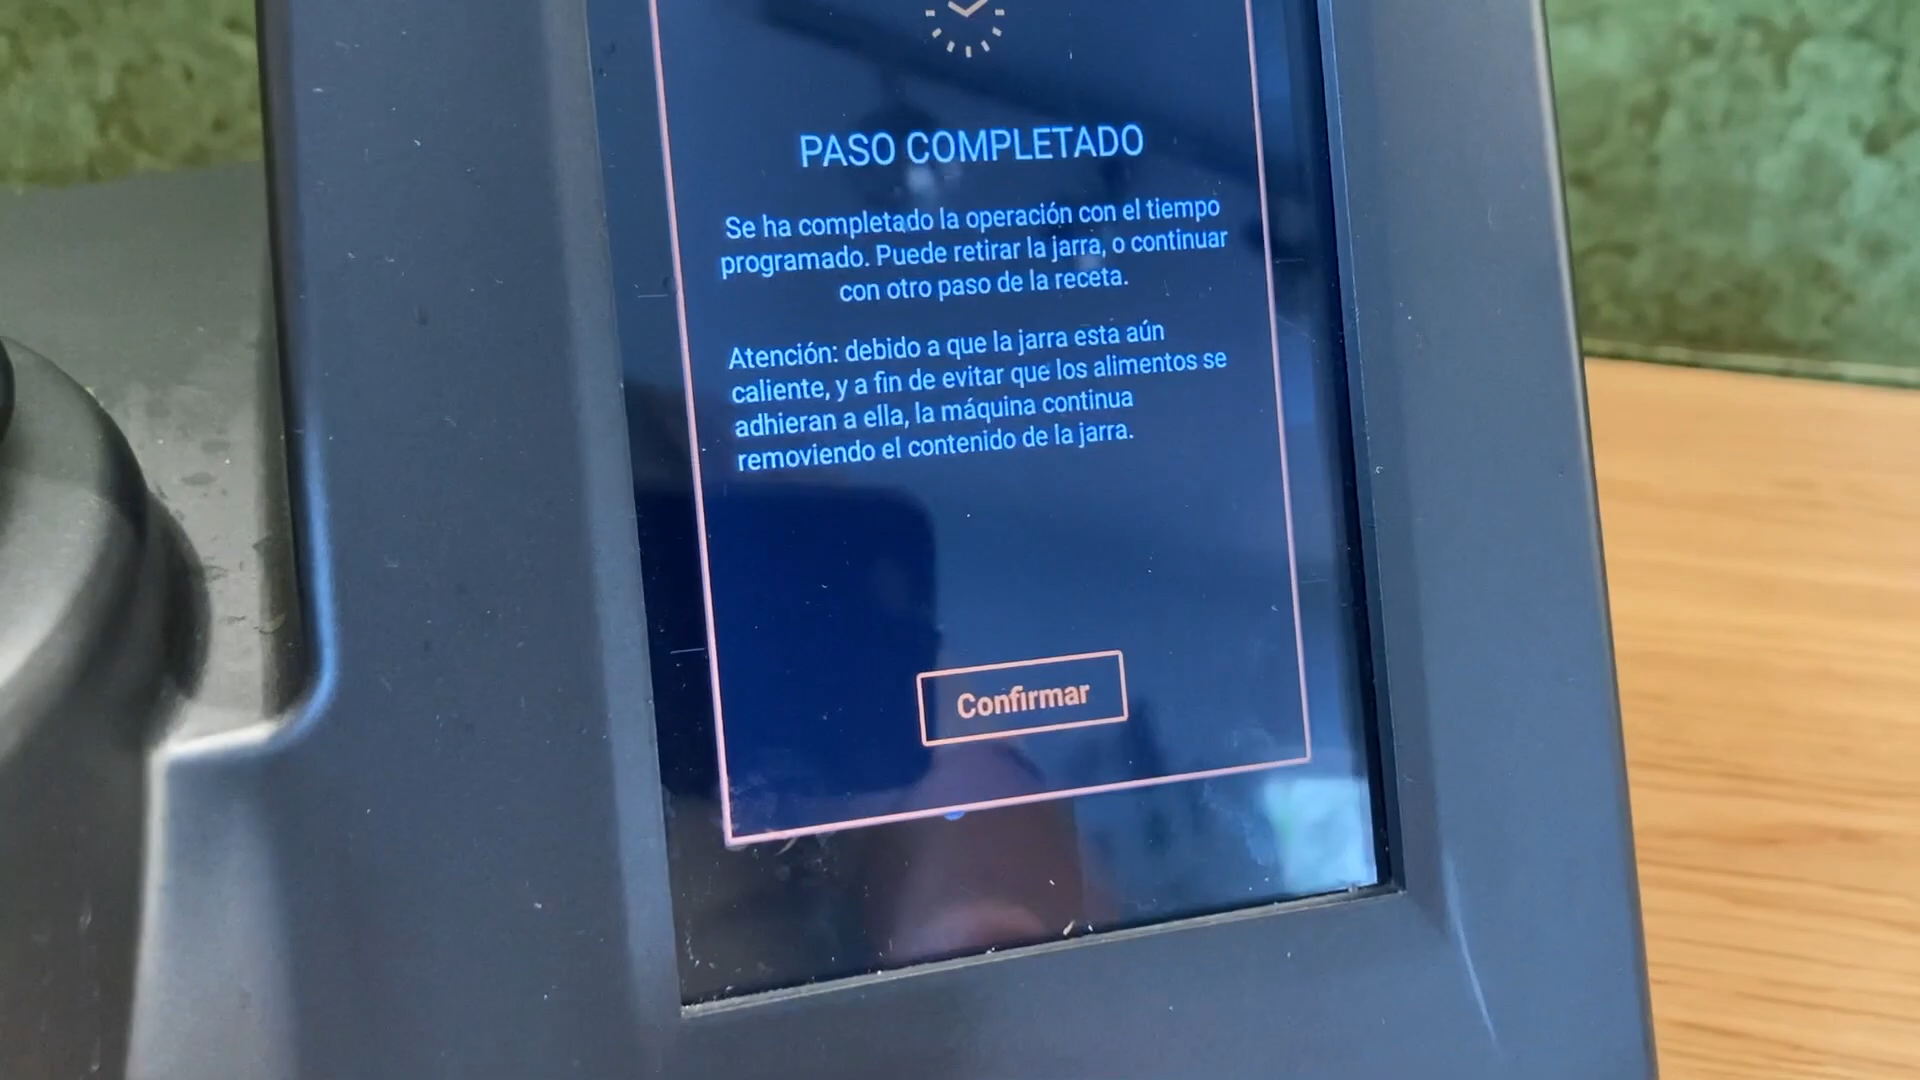 PASO COMPLETADO
Se ha completado la operación con el tiempo
programado. Puede retirar la jarra, o continuar
con otro paso de la receta.
Atención: debido a que la jarra esta aún
caliente, y a fin de evitar que los alimentos se
adhieran a ella, la máquina continua
removiendo el contenido de la jarra.
Confirmar